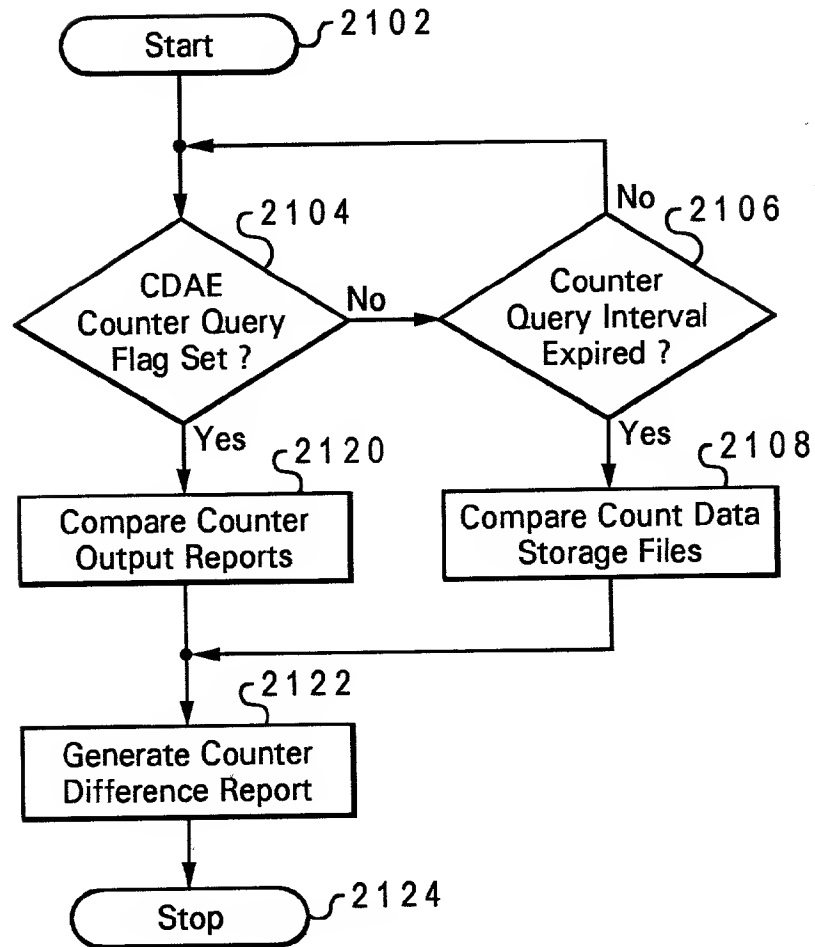 Start
2102
2104
CDAE
Counter Query
Flag Set ?
No
No
2106
Counter
Query Interval
Expired ?
Yes
2120
Compare Counter
Output Reports
Yes
2108
Compare Count Data
Storage Files
2122
Generate Counter
Difference Report
Stop
2124